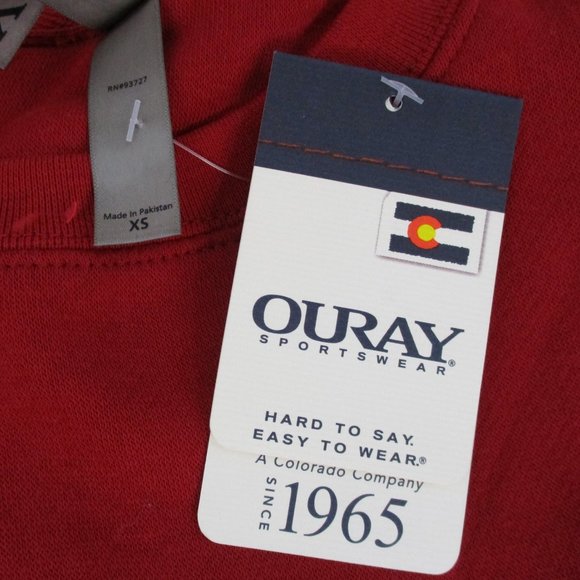 RN#93727
Made In Pakistan
XS
OURAY®
SPORTSWEAR
HARD TO SAY.
EASY TO WEAR.®
A Colorado Company
SINCE
1965